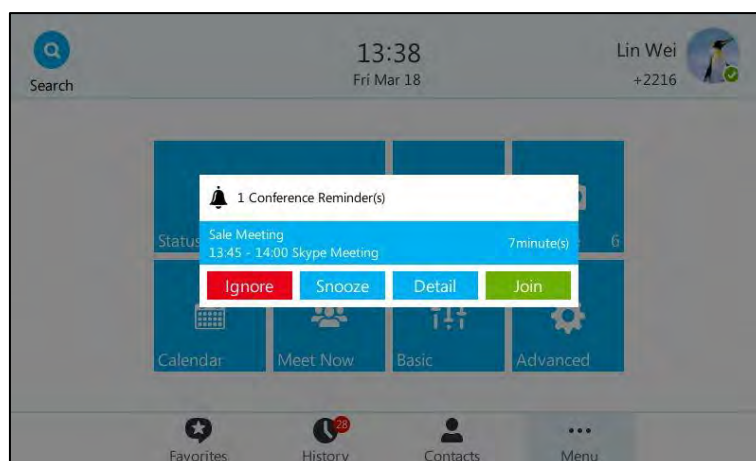 13:38
Fri Mar 18
Lin Wei
+2216
Search
1 Conference Reminder(s)
Status
6
Sale Meeting
13:45 - 14:00 Skype Meeting
7minute(s)
Ignore
Snooze
Detail
Join
Calendar
Meet Now
Basic
Advanced
28
Favorites
History
Contacts
Menu